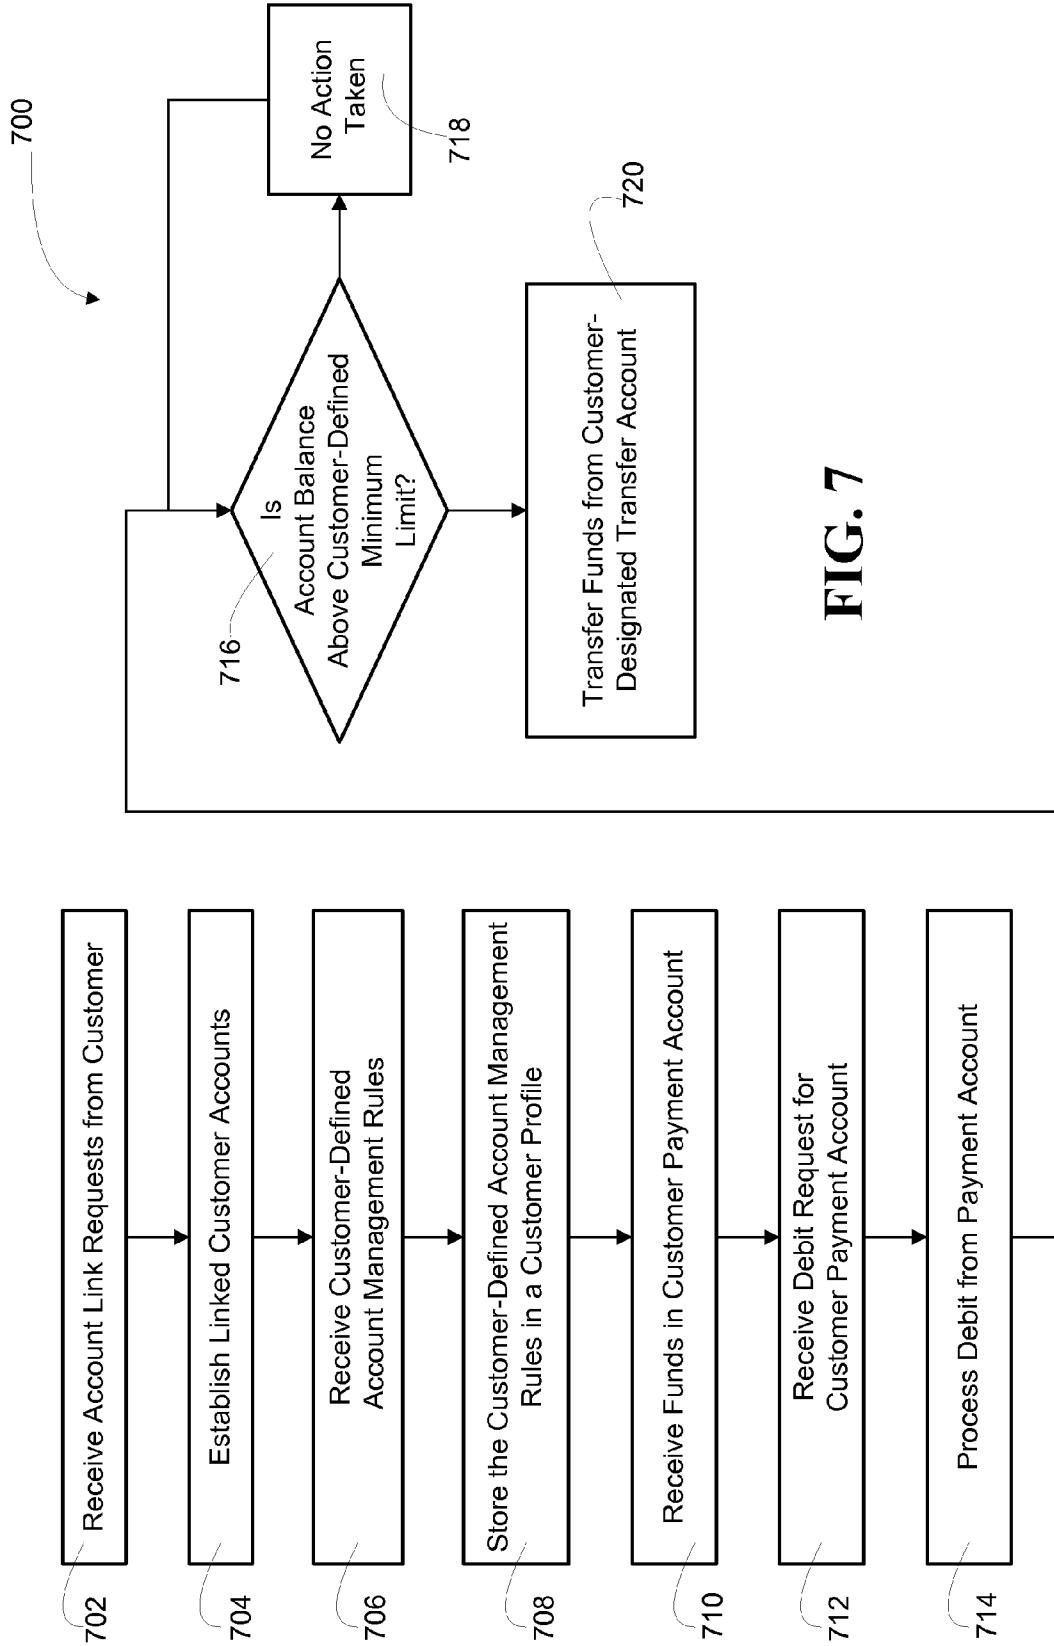 702
Receive Account Link Requests from Customer
704
Establish Linked Customer Accounts
706
Receive Customer-Defined
Account Management Rules
708
Store the Customer-Defined Account Management
Rules in a Customer Profile
710
Receive Funds in Customer Payment Account
712
Receive Debit Request for
Customer Payment Account
714
Process Debit from Payment Account
700
716
Is
Account Balance
Above Customer-Defined
Minimum
Limit?
No Action
Taken
718
720
Transfer Funds from Customer-
Designated Transfer Account
FIG. 7